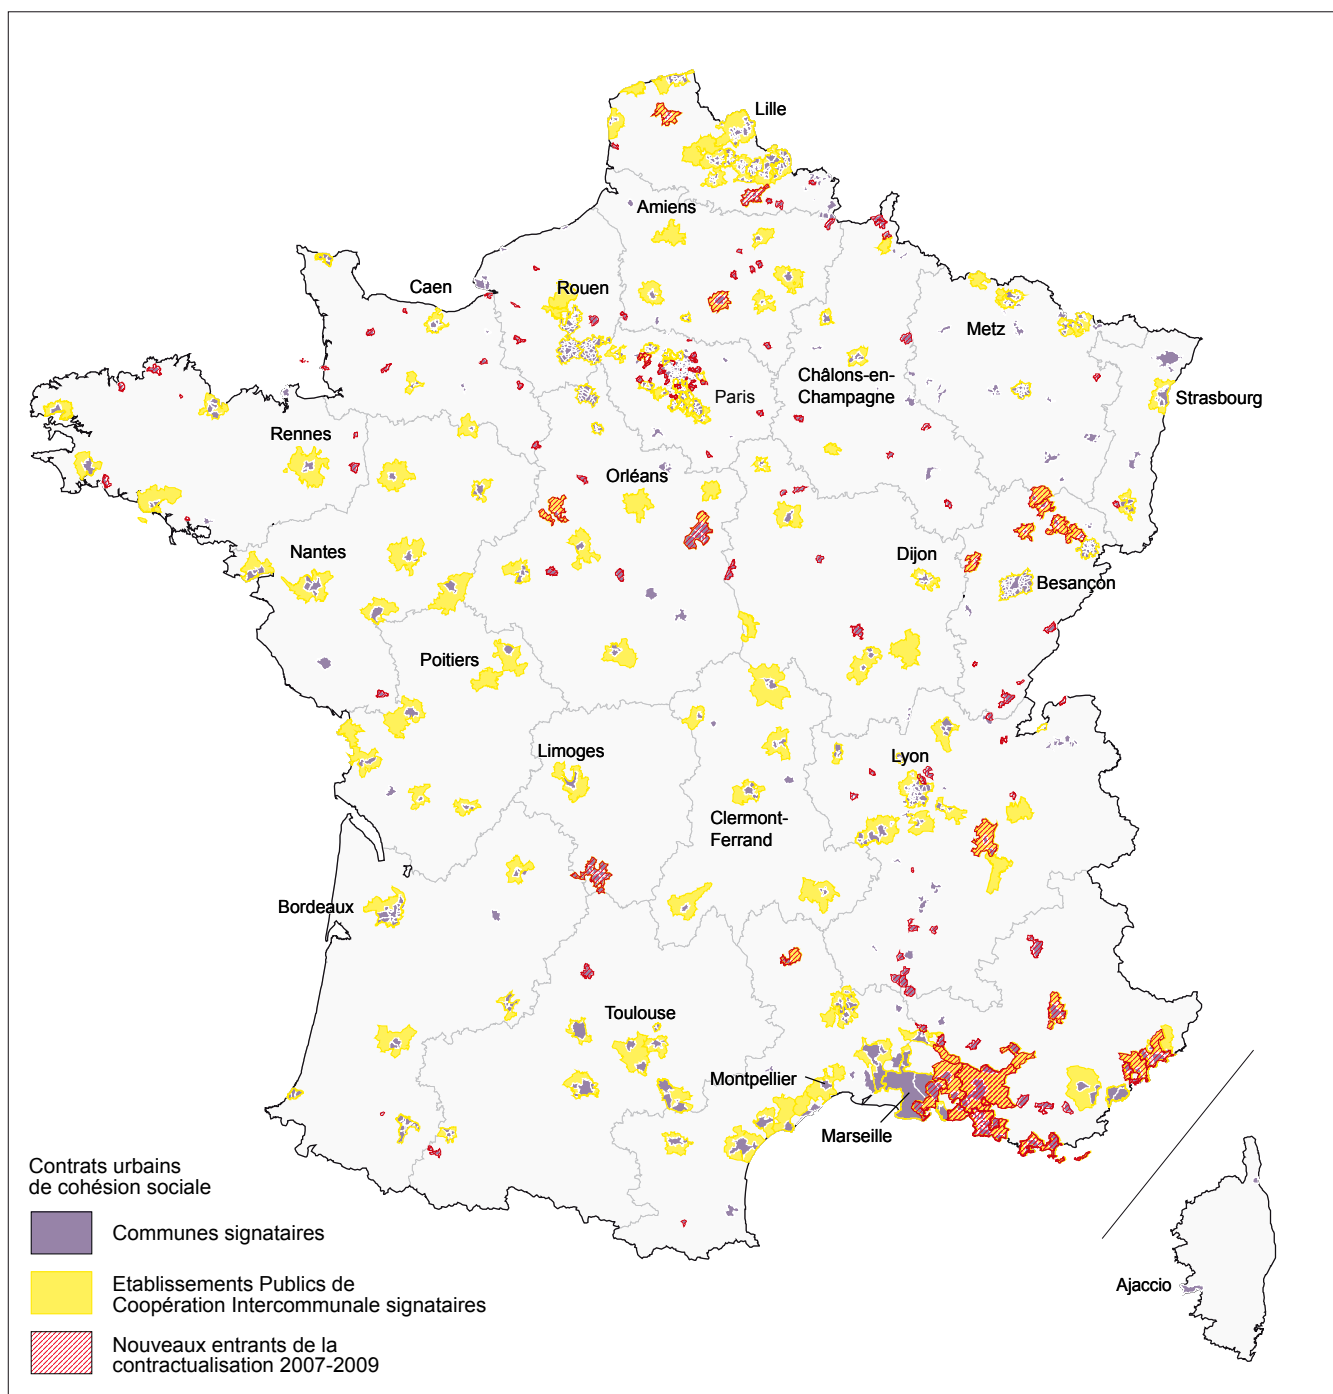 Lille
Amiens
Caen
Rouen
Metz
Châlons-en-
Champagne
Paris
Strasbourg
Rennes
Orléans
Nantes
Dijon
Besançon
Poitiers
Limoges
Lyon
Clermont-
Ferrand
Bordeaux
Toulouse
Montpellier
Marseille
Ajaccio
Contrats urbains
de cohésion sociale
Communes signataires
Etablissements Publics de
Coopération Intercommunale signataires
Nouveaux entrants de la
contractualisation 2007-2009